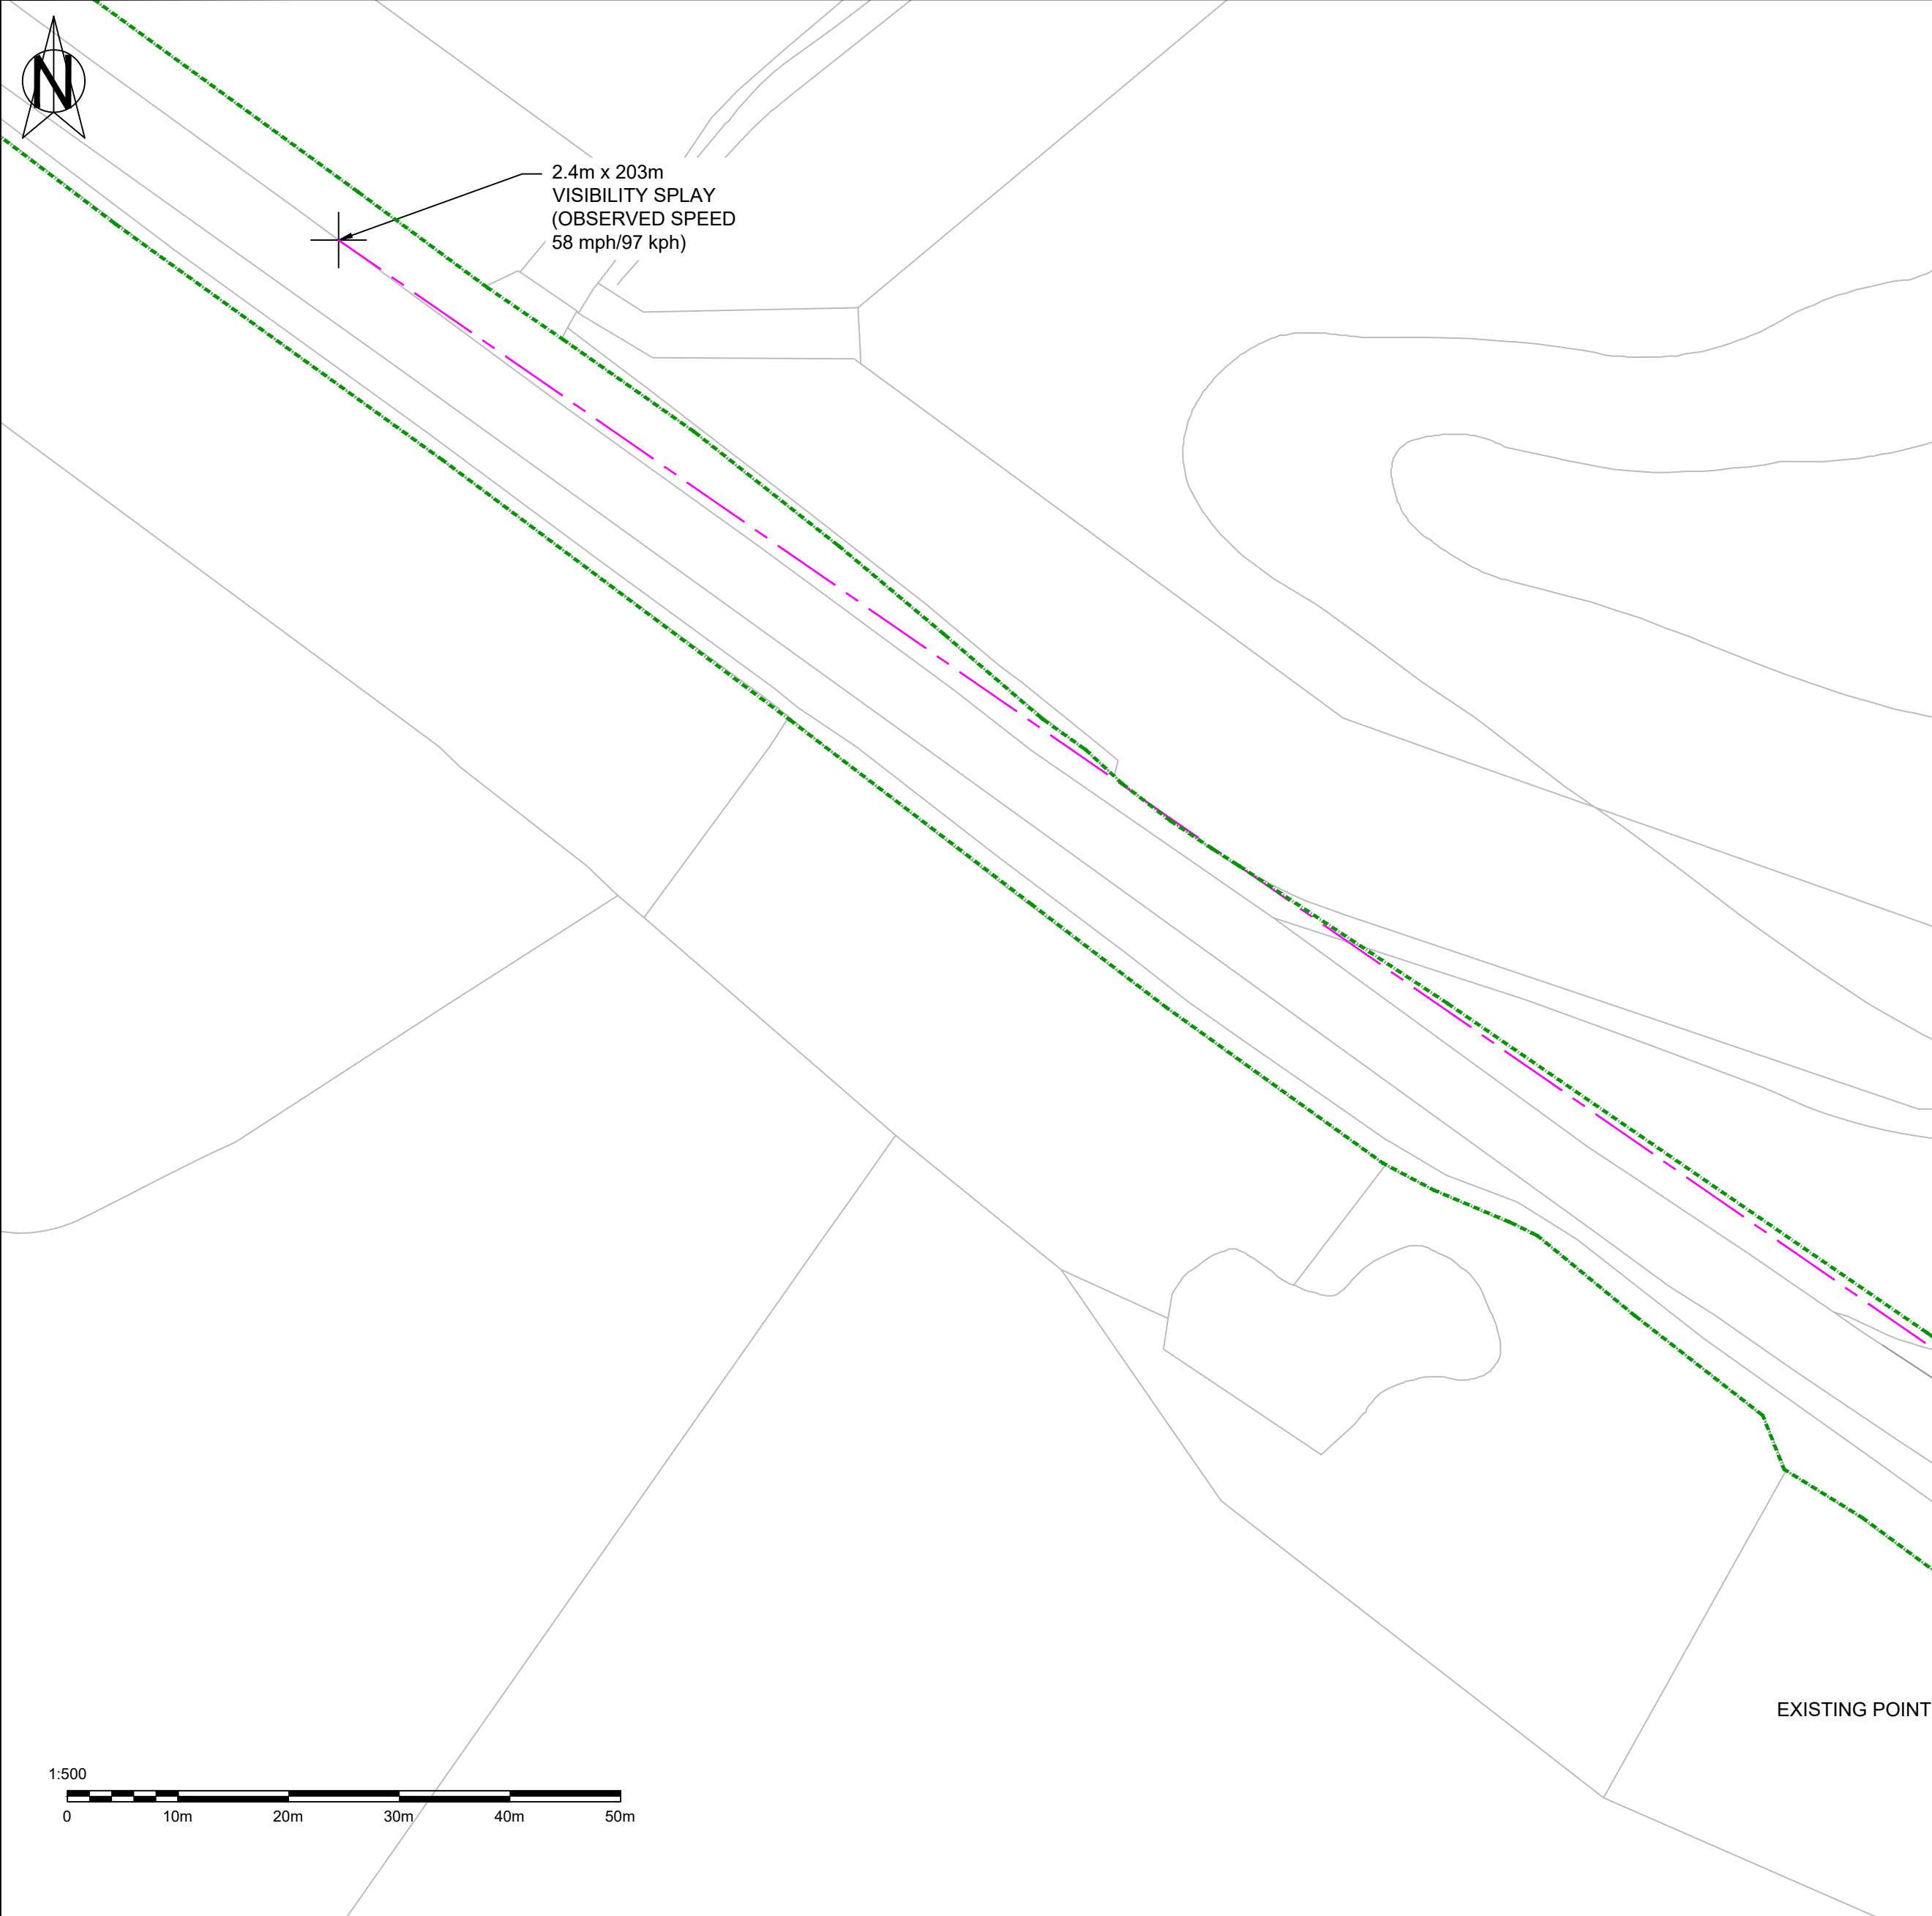 N
2.4m x 203m
VISIBILITY SPLAY
(OBSERVED SPEED
58 mph/97 kph)
EXISTING POINT
1:500
0 10m 20m 30m 40m 50m